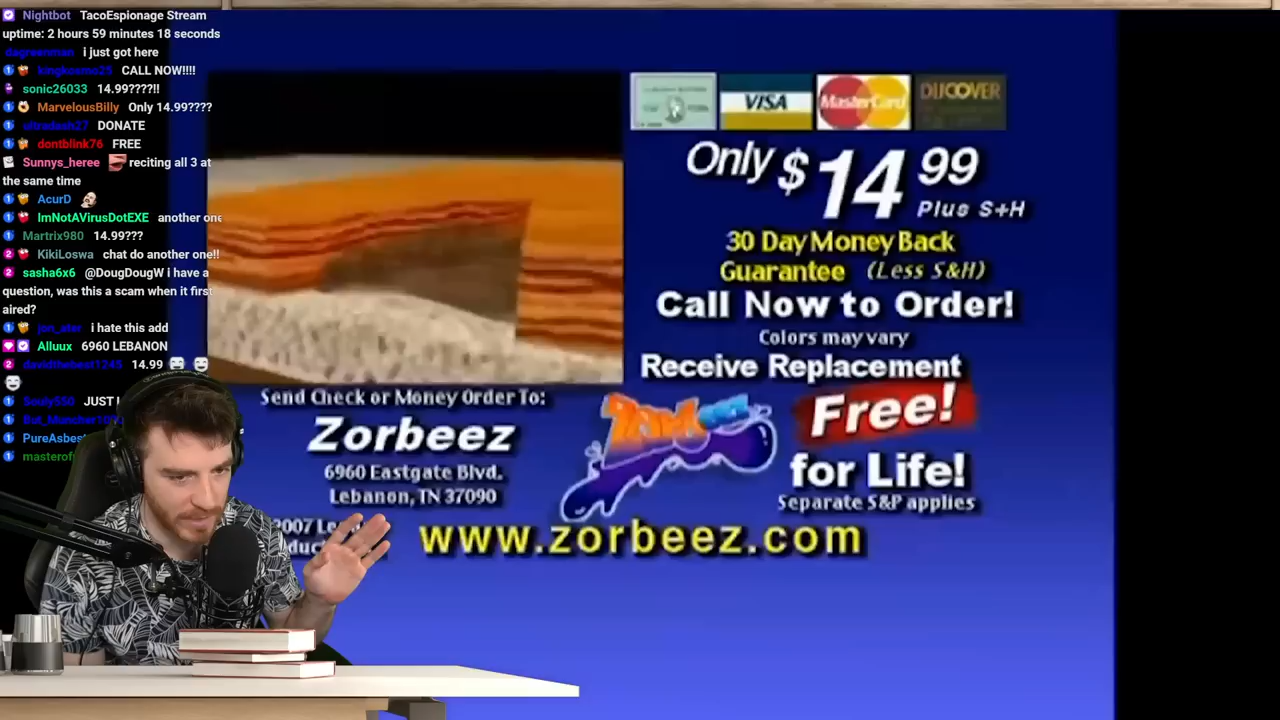 Nightbot TacoEspionage Stream
uptime: 2 hours 59 minutes 18 seconds
dagreenman i just got here
kingkosmo25 CALL NOW!!!!
sonic26033 14.99????!!
MarvelousBilly Only 14.99????
ultradash27 DONATE
dontblink76 FREE
Sunnys_heree reciting all 3 at
the same time
AcurD
ImNotAVirusDotEXE another one
Martrix980 14.99???
KikiLoswa chat do another one!!
sasha6x6 @DougDougW i have a
question, was this a scam when it first
aired?
i hate this add
Alluux 6960 LEBANON
davidthebest1245 14.99
JUST
VISA
MasterCard
DISCOVER
Only $14 99
Plus S+H
30 Day Money Back
Guarantee (Less S&H)
Call Now to Order!
Colors may vary
Receive Replacement
Free!
for Life!
Separate S&P applies
Send Check or Money Order To:
Zorbeez
6960 Eastgate Blvd.
Lebanon, TN 37090
2007
www.zorbeez.com